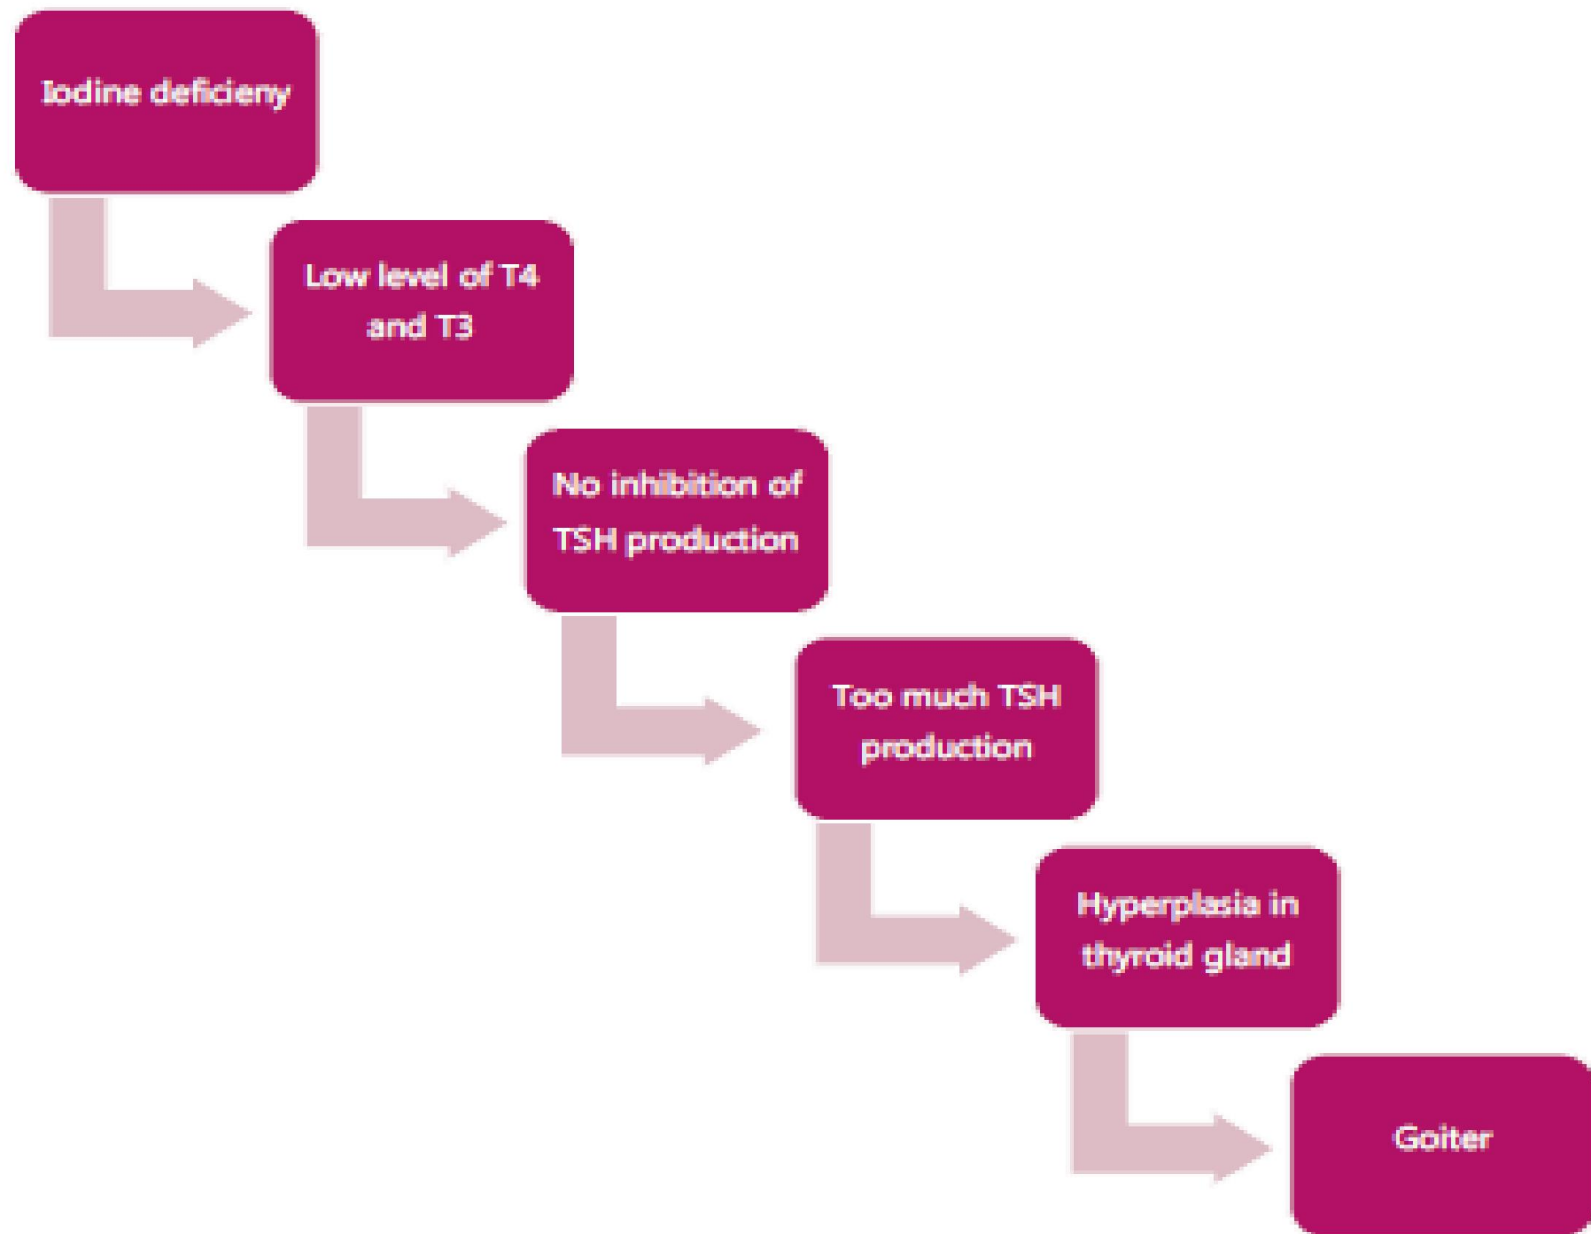 Iodine deficieny
Low level of T4
and T3
No inhibition of
TSH production
Too much TSH
production
Hyperplasia in
thyroid gland
Goiter